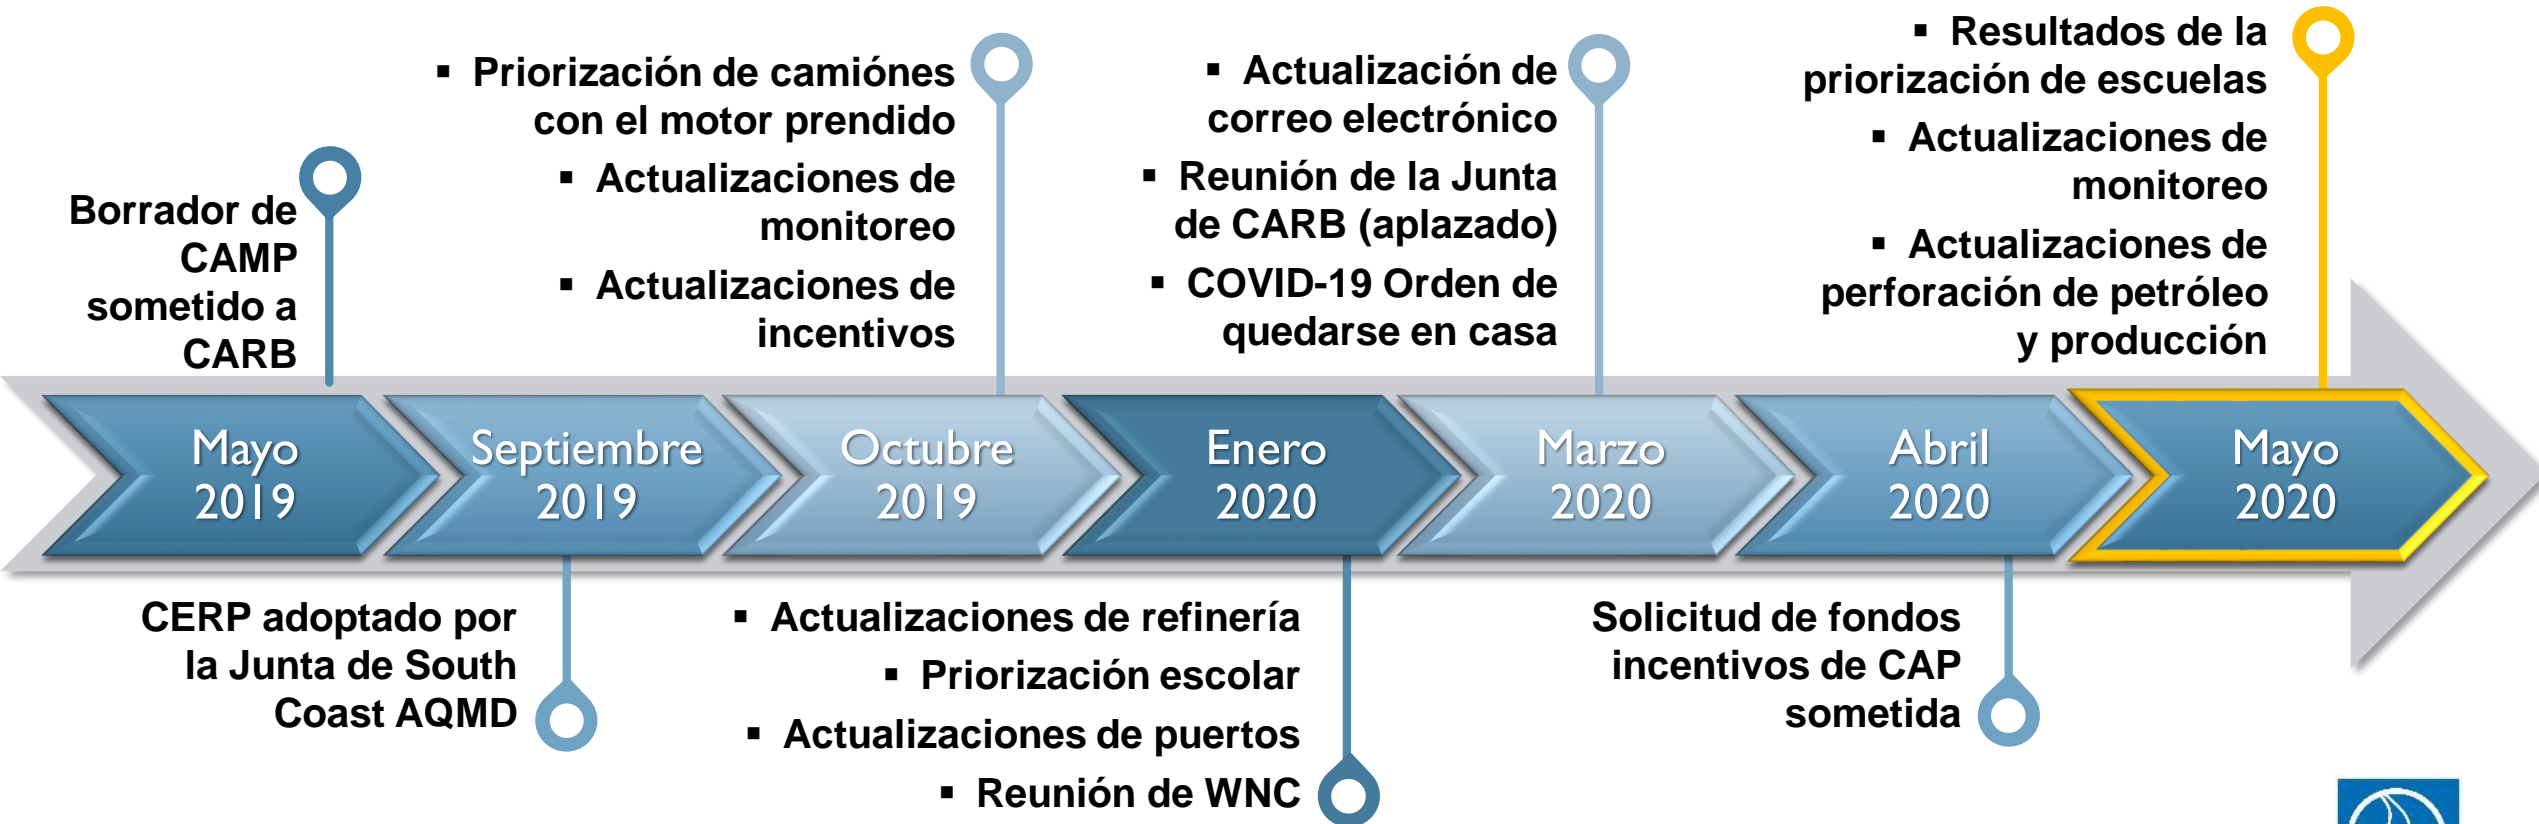 Borrador de
CAMP
sometido a
CARB
▪ Priorización de camiónes
con el motor prendido
▪ Actualizaciones de
monitoreo
▪ Actualizaciones de
incentivos
▪ Actualización de
correo electrónico
▪ Reunión de la Junta
de CARB (aplazado)
▪ COVID-19 Orden de
quedarse en casa
▪ Resultados de la
priorización de escuelas
▪ Actualizaciones de
monitoreo
▪ Actualizaciones de
perforación de petróleo
y producción
Mayo
2019
Septiembre
2019
Octubre
2019
Enero
2020
Marzo
2020
Abril
2020
Mayo
2020
CERP adoptado por
la Junta de South
Coast AQMD
▪ Actualizaciones de refinería
▪ Priorización escolar
▪ Actualizaciones de puertos
▪ Reunión de WNC
Solicitud de fondos
incentivos de CAP
sometida